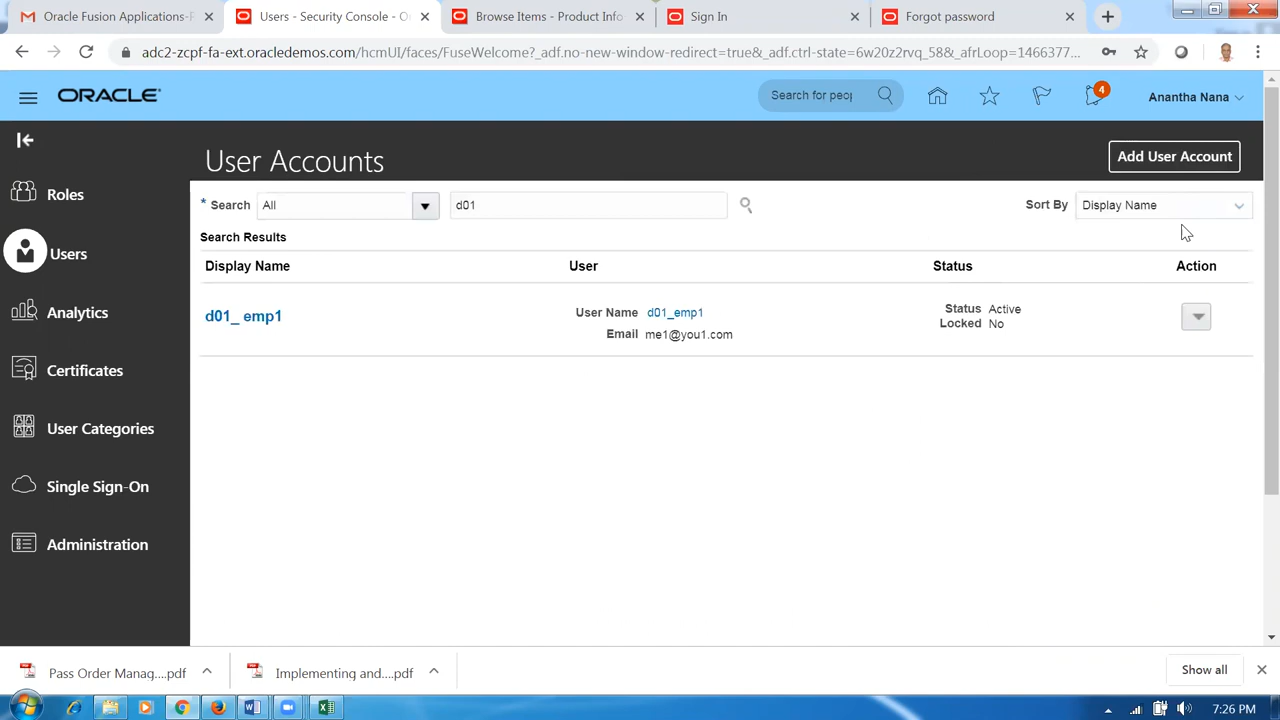 Oracle Fusion Applications
Users - Security Console - O
Browse Items - Product Info
Sign In
Forgot password
adc2-zcpf-fa-ext.oracledemos.com/hcmUI/faces/FuseWelcome?_adf.no-new-window-redirect=true&_adf.ctrl-state=6w20z2rvq_58&_afrLoop=1466377...
ORACLE
Search for peop
4
Anantha Nana
User Accounts
Add User Account
Roles
Users
Analytics
Certificates
User Categories
Single Sign-On
Administration
* Search All d01
Sort By Display Name
Search Results
Display Name User Status Action
d01_ emp1
User Name d01_emp1
Email me1@you1.com
Status Active
Locked No
Pass Order Manag....pdf
Implementing and....pdf
Show all
7:26 PM